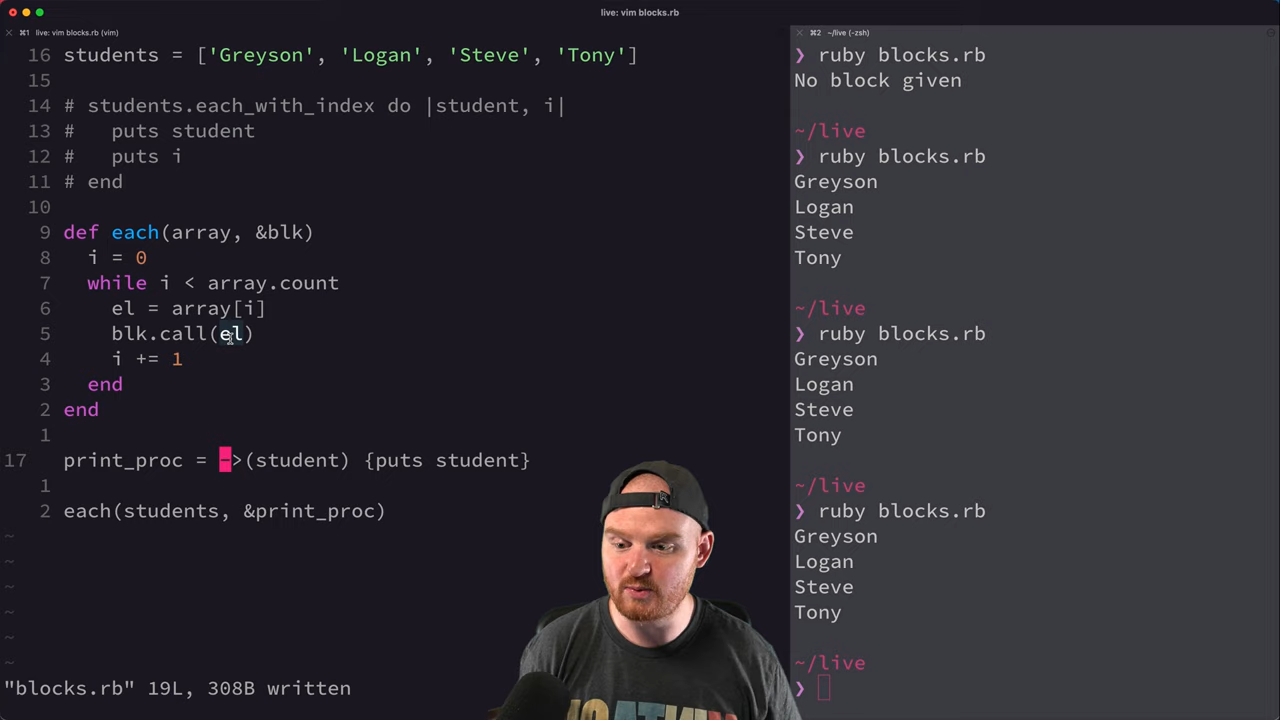 live: vim blocks.rb
⌘1 live: vim blocks.rb (vim)
16 students = ['Greyson', 'Logan', 'Steve', 'Tony']
15
14 # students.each_with_index do |student, i|
13 #   puts student
12 #   puts i
11 # end
10
9 def each(array, &blk)
8   i = 0
7   while i < array.count
6     el = array[i]
5     blk.call(el)
4     i += 1
3   end
2 end
1
17 print_proc = ->(student) {puts student}
1
2 each(students, &print_proc)
~
~
~
~
~
~
"blocks.rb" 19L, 308B written
⌘2 ~/live (-zsh)
❯ ruby blocks.rb
No block given
~/live
❯ ruby blocks.rb
Greyson
Logan
Steve
Tony
~/live
❯ ruby blocks.rb
Greyson
Logan
Steve
Tony
~/live
❯ ruby blocks.rb
Greyson
Logan
Steve
Tony
~/live
❯